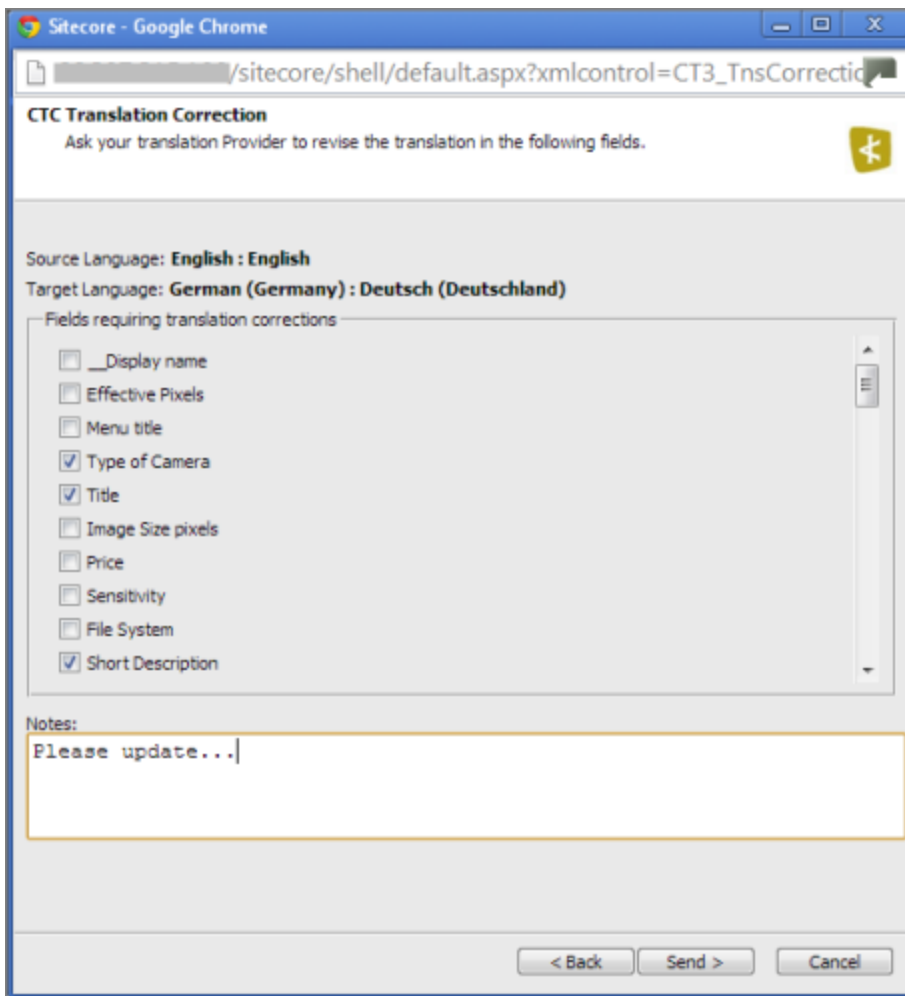 Sitecore - Google Chrome
/sitecore/shell/default.aspx?xmlcontrol=CT3_TnsCorrectio
CTC Translation Correction
Ask your translation Provider to revise the translation in the following fields.
Source Language: English : English
Target Language: German (Germany) : Deutsch (Deutschland)
Fields requiring translation corrections
__Display name
Effective Pixels
Menu title
Type of Camera
Title
Image Size pixels
Price
Sensitivity
File System
Short Description
Notes:
Please update...
< Back Send > Cancel